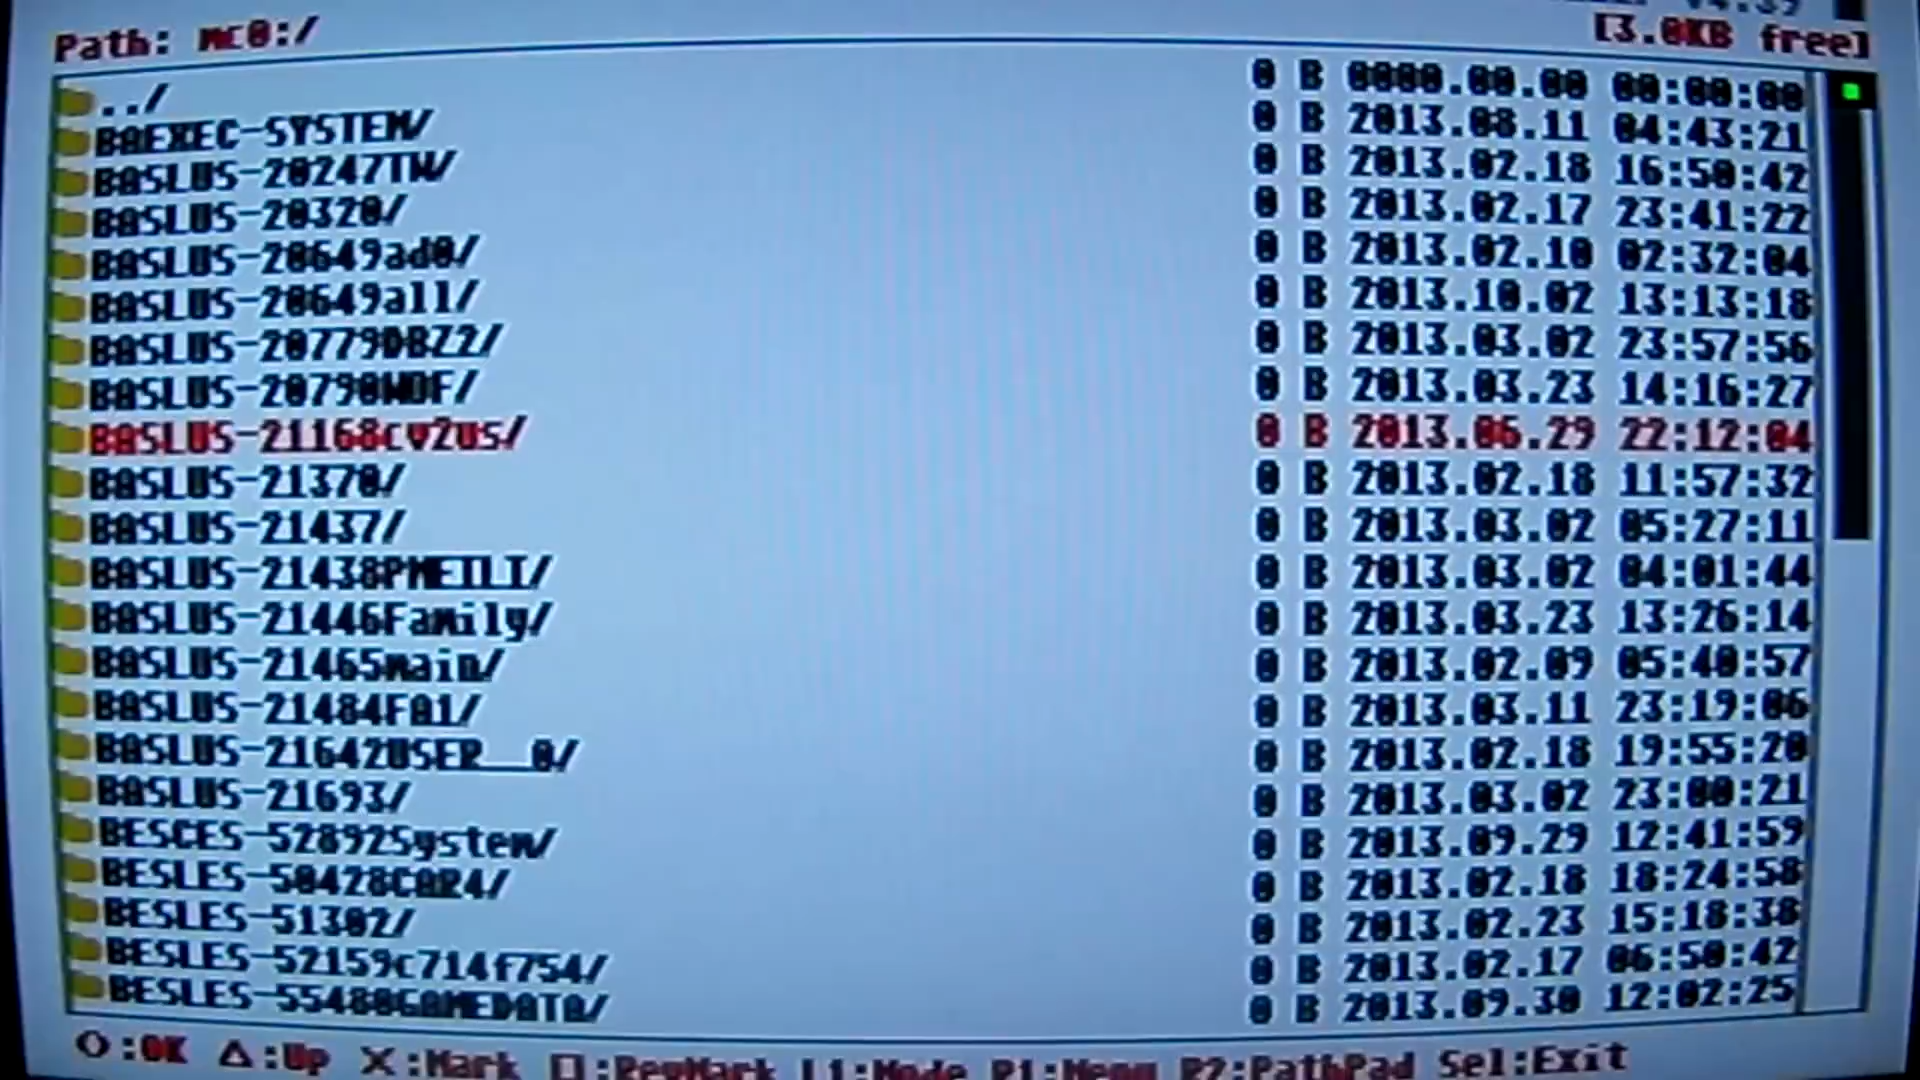 Path: mc0:/ [3.0KB free]
../ 0 B 0000.00.00 00:00:00
BAEXEC-SYSTEM/ 0 B 2013.08.11 04:43:21
BASLUS-20247TW/ 0 B 2013.02.18 16:50:42
BASLUS-20320/ 0 B 2013.02.17 23:41:22
BASLUS-20649ad0/ 0 B 2013.02.10 02:32:04
BASLUS-20649all/ 0 B 2013.10.02 13:13:18
BASLUS-20779DBZ2/ 0 B 2013.03.02 23:57:56
BASLUS-20790WDF/ 0 B 2013.03.23 14:16:27
BASLUS-21168cv2us/ 0 B 2013.06.29 22:12:04
BASLUS-21370/ 0 B 2013.02.18 11:57:32
BASLUS-21437/ 0 B 2013.03.02 05:27:11
BASLUS-21438PMETLI/ 0 B 2013.03.02 04:01:44
BASLUS-21446Family/ 0 B 2013.03.23 13:26:14
BASLUS-21465main/ 0 B 2013.02.09 05:40:57
BASLUS-21484FA1/ 0 B 2013.03.11 23:19:06
BASLUS-21642USER__0/ 0 B 2013.02.18 19:55:20
BASLUS-21693/ 0 B 2013.03.02 23:00:21
BESCES-52892System/ 0 B 2013.09.29 12:41:59
BESLES-50428CAR4/ 0 B 2013.02.18 18:24:58
BESLES-51302/ 0 B 2013.02.23 15:18:38
BESLES-52159c714f754/ 0 B 2013.02.17 06:50:42
BESLES-55480GAMEDATA/ 0 B 2013.09.30 12:02:25
O:OK △:Up X:Mark □:RevMark L1:Mode R1:Menu R2:PathPad Sel:Exit